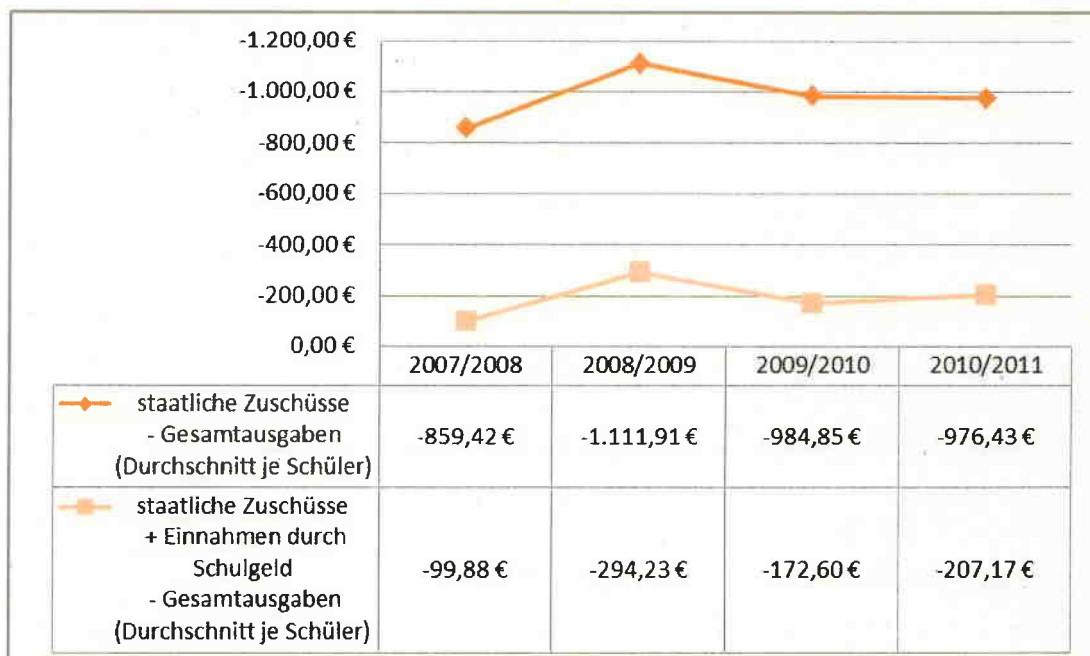 -1.200,00 €
-1.000,00 €
-800,00 €
-600,00 €
-400,00 €
-200,00 €
0,00 €
2007/2008 2008/2009 2009/2010 2010/2011
staatliche Zuschüsse
- Gesamtausgaben
(Durchschnitt je Schüler)
-859,42 € -1.111,91 € -984,85 € -976,43 €
staatliche Zuschüsse
+ Einnahmen durch
Schulgeld
- Gesamtausgaben
(Durchschnitt je Schüler)
-99,88 € -294,23 € -172,60 € -207,17 €